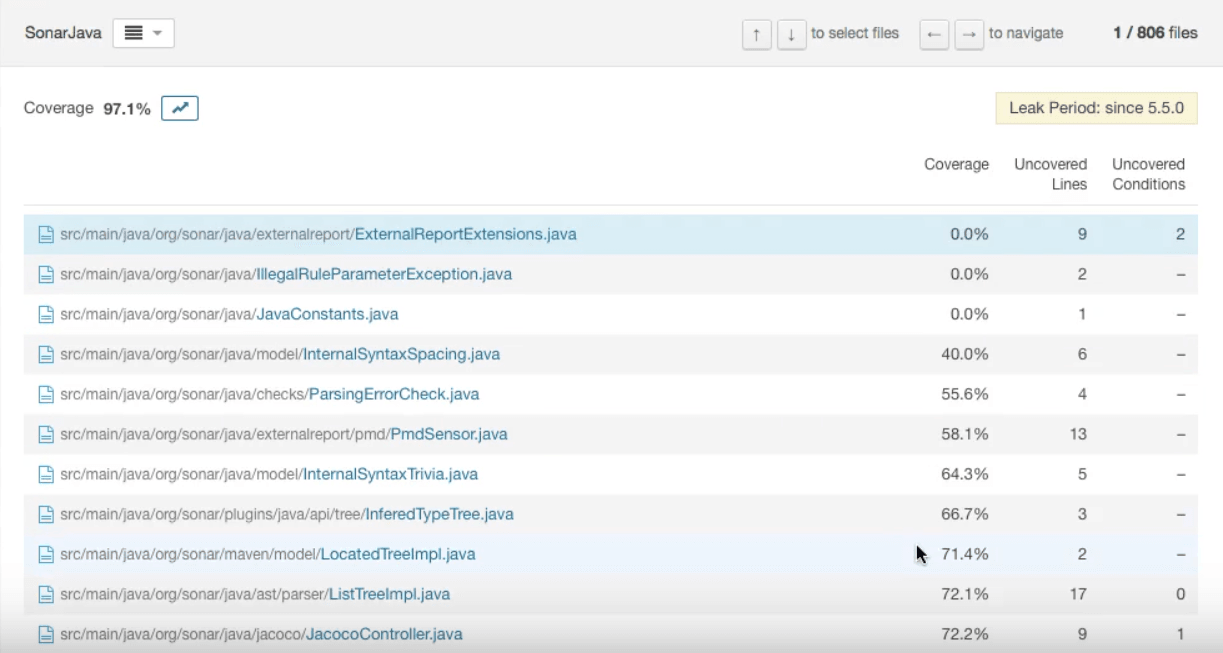 SonarJava ↑ ↓ to select files ← → to navigate 1 / 806 files
Coverage 97.1% Leak Period: since 5.5.0
Coverage Uncovered Lines Uncovered Conditions
src/main/java/org/sonar/java/externalreport/ExternalReportExtensions.java 0.0% 9 2
src/main/java/org/sonar/java/IllegalRuleParameterException.java 0.0% 2 –
src/main/java/org/sonar/java/JavaConstants.java 0.0% 1 –
src/main/java/org/sonar/java/model/InternalSyntaxSpacing.java 40.0% 6 –
src/main/java/org/sonar/java/checks/ParsingErrorCheck.java 55.6% 4 –
src/main/java/org/sonar/java/externalreport/pmd/PmdSensor.java 58.1% 13 –
src/main/java/org/sonar/java/model/InternalSyntaxTrivia.java 64.3% 5 –
src/main/java/org/sonar/plugins/java/api/tree/InferedTypeTree.java 66.7% 3 –
src/main/java/org/sonar/maven/model/LocatedTreeImpl.java 71.4% 2 –
src/main/java/org/sonar/java/ast/parser/ListTreeImpl.java 72.1% 17 0
src/main/java/org/sonar/java/jacoco/JacocoController.java 72.2% 9 1